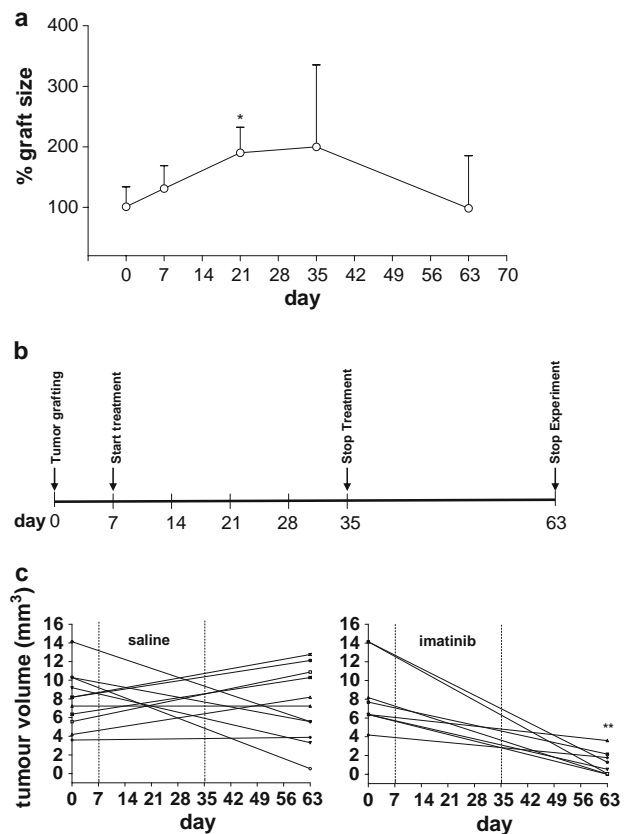 a
400
300
200
100
% graft size
*
0 7 14 21 28 35 42 49 56 63 70
day
b
Tumor grafting
Start treatment
Stop Treatment
Stop Experiment
day 0 7 14 21 28 35 63
c
tumour volume (mm³)
16
14
12
10
8
6
4
2
0
saline
0 7 14 21 28 35 42 49 56 63
day
16
14
12
10
8
6
4
2
0
imatinib
**
0 7 14 21 28 35 42 49 56 63
day